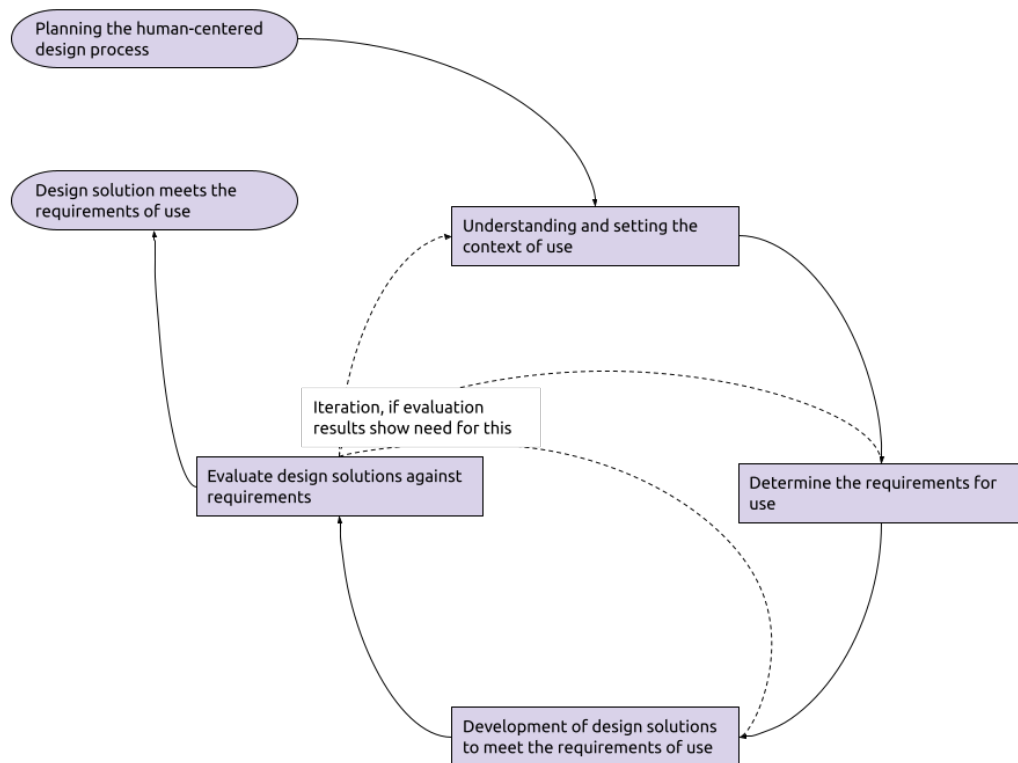 Planning the human-centered
design process
Design solution meets the
requirements of use
Understanding and setting the
context of use
Iteration, if evaluation
results show need for this
Evaluate design solutions against
requirements
Determine the requirements for
use
Development of design solutions
to meet the requirements of use